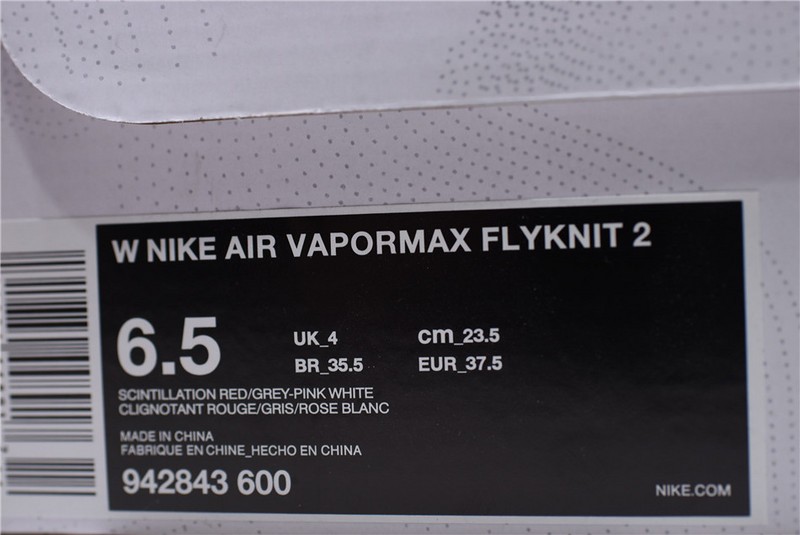 W NIKE AIR VAPORMAX FLYKNIT 2
6.5
UK_4
cm_23.5
BR_35.5
EUR_37.5
SCINTILLATION RED/GREY-PINK WHITE
CLIGNOTANT ROUGE/GRIS/ROSE BLANC
MADE IN CHINA
FABRIQUE EN CHINE_HECHO EN CHINA
942843 600
NIKE.COM